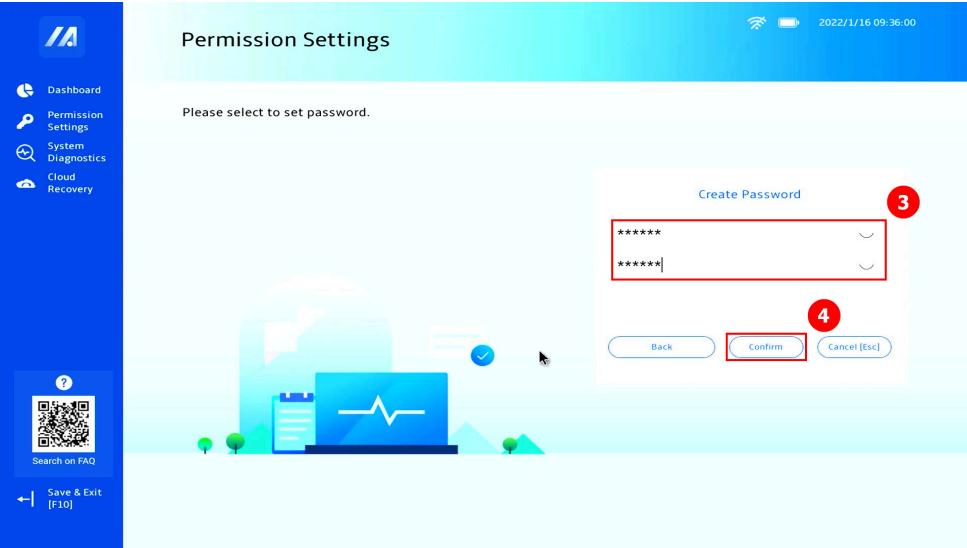 Permission Settings
2022/1/16 09:36:00
Dashboard
Permission
Settings
System
Diagnostics
Cloud
Recovery
Please select to set password.
Create Password
3
******
******
4
Back
Confirm
Cancel [Esc]
?
Search on FAQ
Save & Exit
[F10]